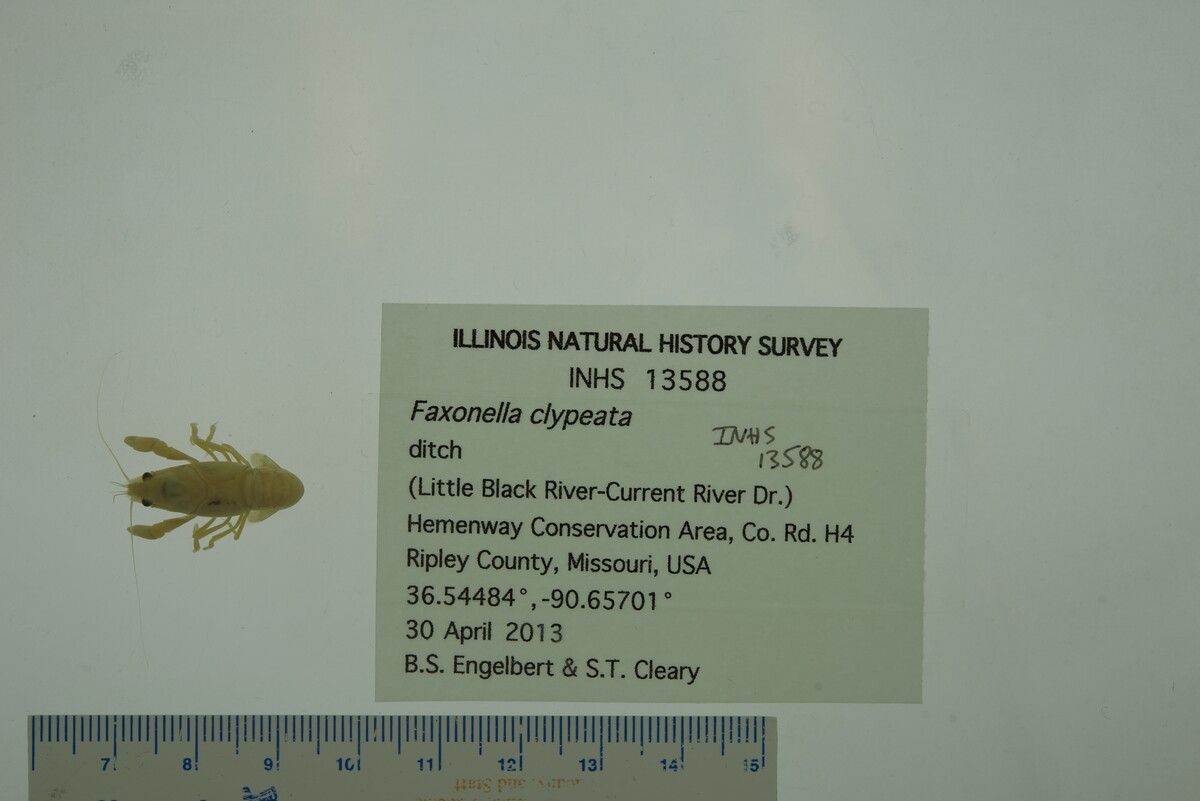 ILLINOIS NATURAL HISTORY SURVEY
INHS 13588
Faxonella clypeata
ditch
INHS
13588
(Little Black River-Current River Dr.)
Hemenway Conservation Area, Co. Rd. H4
Ripley County, Missouri, USA
36.54484°, -90.65701°
30 April 2013
B.S. Engelbert & S.T. Cleary
7 8 9 10 11 12 13 14 15